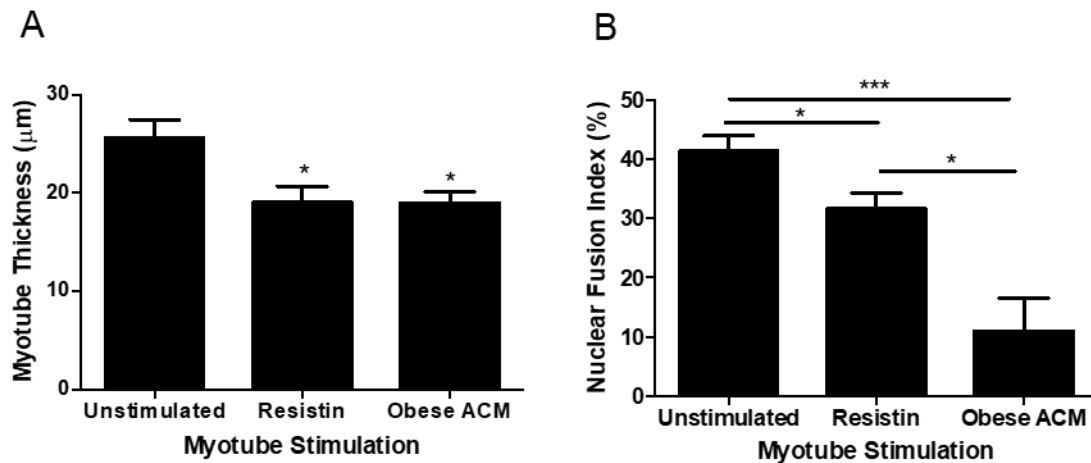 A
Myotube Thickness (μm)
30
20
10
0
*
*
Unstimulated Resistin Obese ACM
Myotube Stimulation
B
Nuclear Fusion Index (%)
50
40
30
20
10
0
***
*
*
Unstimulated Resistin Obese ACM
Myotube Stimulation